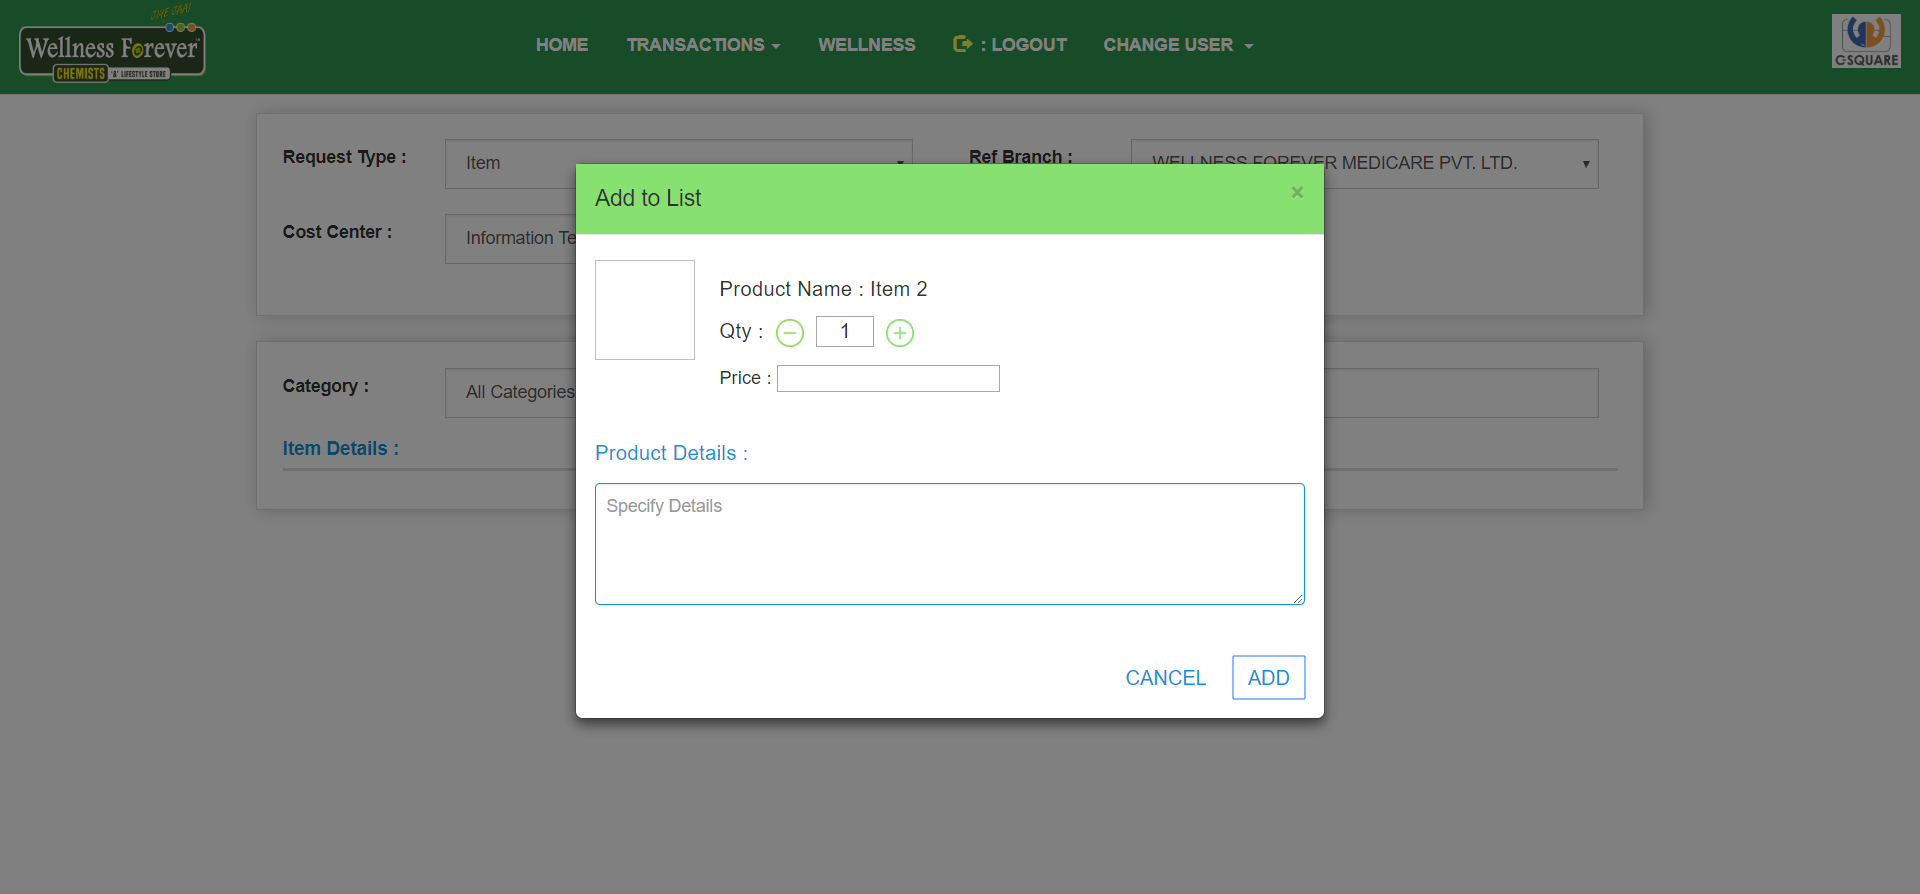 JIYE JAAI
Wellness Forever
CHEMISTS 'A' LIFESTYLE STORE
HOME TRANSACTIONS WELLNESS : LOGOUT CHANGE USER
C-SQUARE
Request Type : Item Ref Branch : WELLNESS FOREVER MEDICARE PVT. LTD.
Cost Center : Information Te
Category : All Categories
Item Details :
Add to List ×
Product Name : Item 2
Qty : 1
Price :
Product Details :
Specify Details
CANCEL ADD